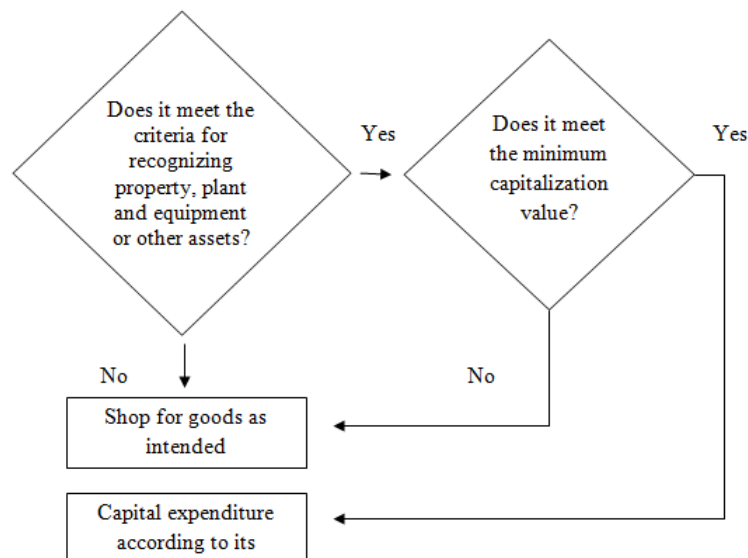 Does it meet the
criteria for
recognizing
property, plant
and equipment
or other assets?
Yes
Does it meet
the minimum
capitalization
value?
Yes
No
No
Shop for goods as
intended
Capital expenditure
according to its